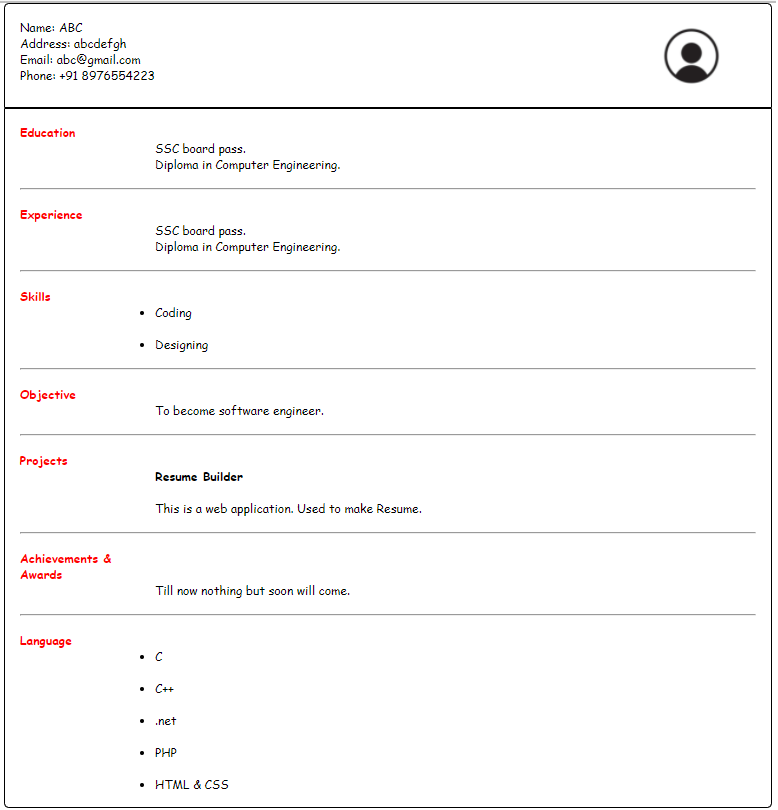 Name: ABC
Address: abcdefgh
Email: abc@gmail.com
Phone: +91 8976554223
Education
SSC board pass.
Diploma in Computer Engineering.
Experience
SSC board pass.
Diploma in Computer Engineering.
Skills
• Coding
• Designing
Objective
To become software engineer.
Projects
Resume Builder
This is a web application. Used to make Resume.
Achievements &
Awards
Till now nothing but soon will come.
Language
• C
• C++
• .net
• PHP
• HTML & CSS